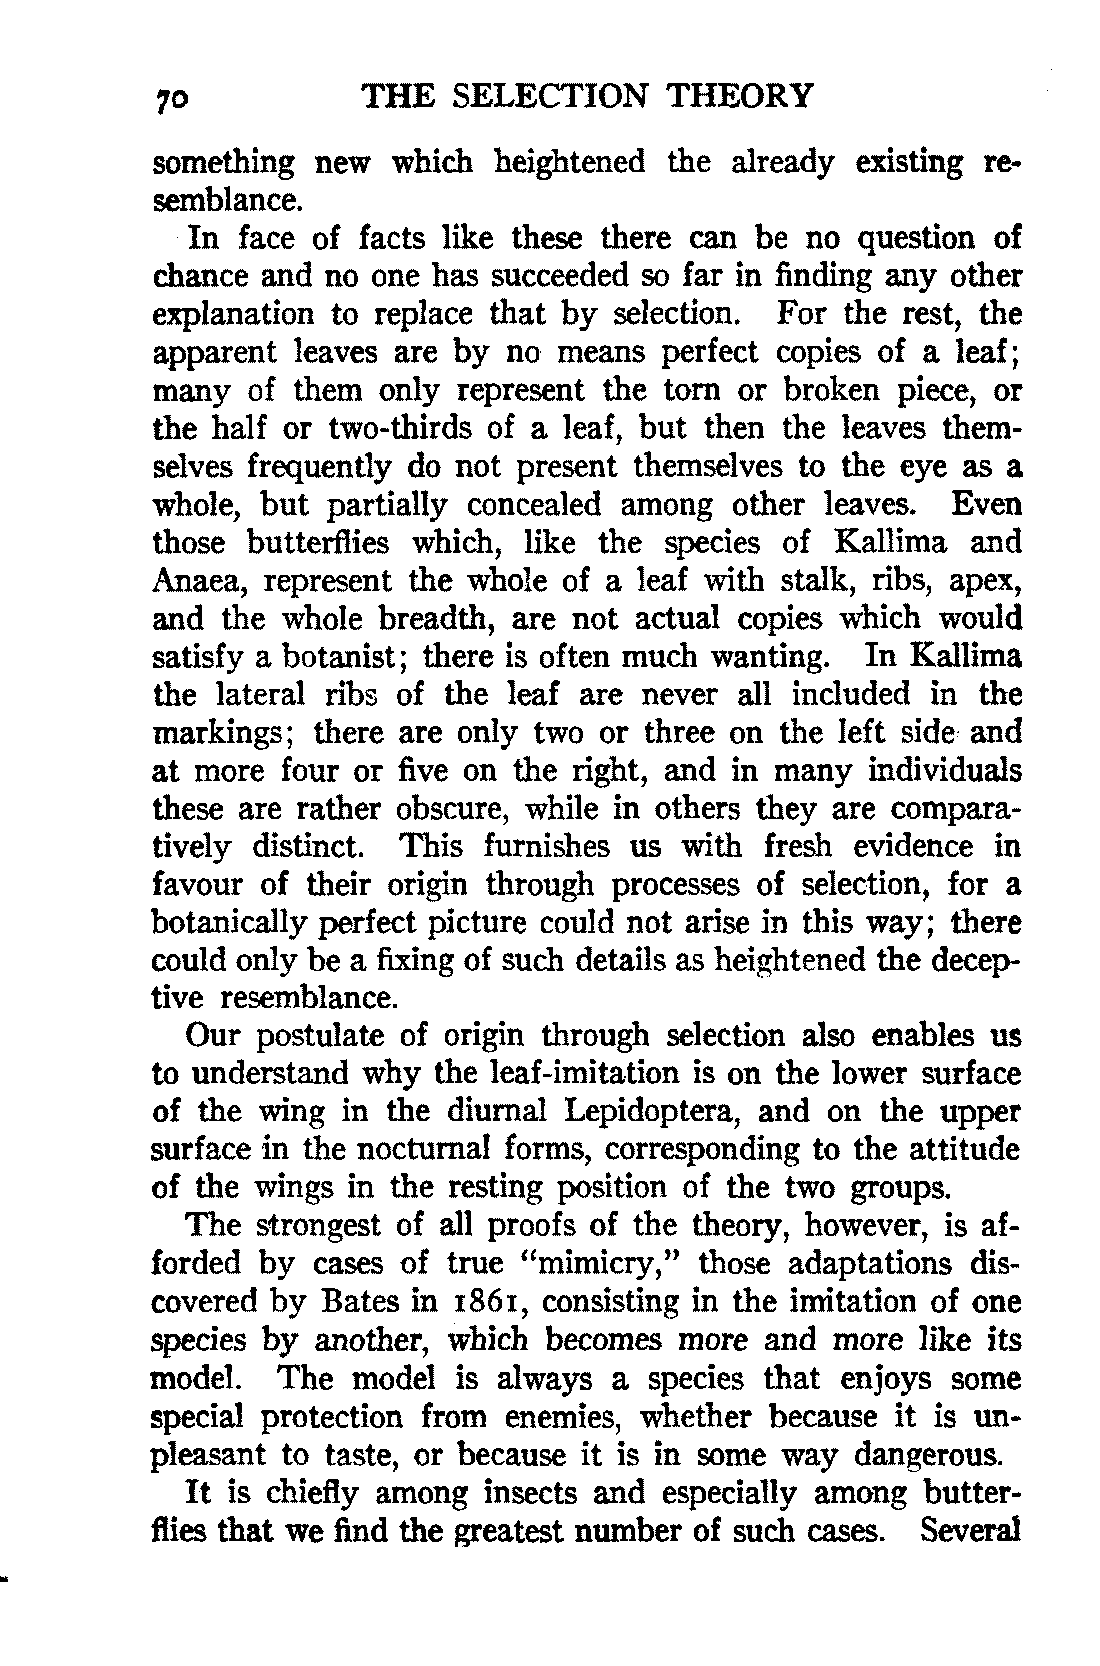 70 THE SELECTION THEORY
something new which heightened the already existing re-
semblance.
In face of facts like these there can be no question of
chance and no one has succeeded so far in finding any other
explanation to replace that by selection. For the rest, the
apparent leaves are by no means perfect copies of a leaf;
many of them only represent the torn or broken piece, or
the half or two-thirds of a leaf, but then the leaves them-
selves frequently do not present themselves to the eye as a
whole, but partially concealed among other leaves. Even
those butterflies which, like the species of Kallima and
Anaea, represent the whole of a leaf with stalk, ribs, apex,
and the whole breadth, are not actual copies which would
satisfy a botanist; there is often much wanting. In Kallima
the lateral ribs of the leaf are never all included in the
markings; there are only two or three on the left side and
at more four or five on the right, and in many individuals
these are rather obscure, while in others they are compara-
tively distinct. This furnishes us with fresh evidence in
favour of their origin through processes of selection, for a
botanically perfect picture could not arise in this way; there
could only be a fixing of such details as heightened the decep-
tive resemblance.
Our postulate of origin through selection also enables us
to understand why the leaf-imitation is on the lower surface
of the wing in the diurnal Lepidoptera, and on the upper
surface in the nocturnal forms, corresponding to the attitude
of the wings in the resting position of the two groups.
The strongest of all proofs of the theory, however, is af-
forded by cases of true "mimicry," those adaptations dis-
covered by Bates in 1861, consisting in the imitation of one
species by another, which becomes more and more like its
model. The model is always a species that enjoys some
special protection from enemies, whether because it is un-
pleasant to taste, or because it is in some way dangerous.
It is chiefly among insects and especially among butter-
flies that we find the greatest number of such cases. Several